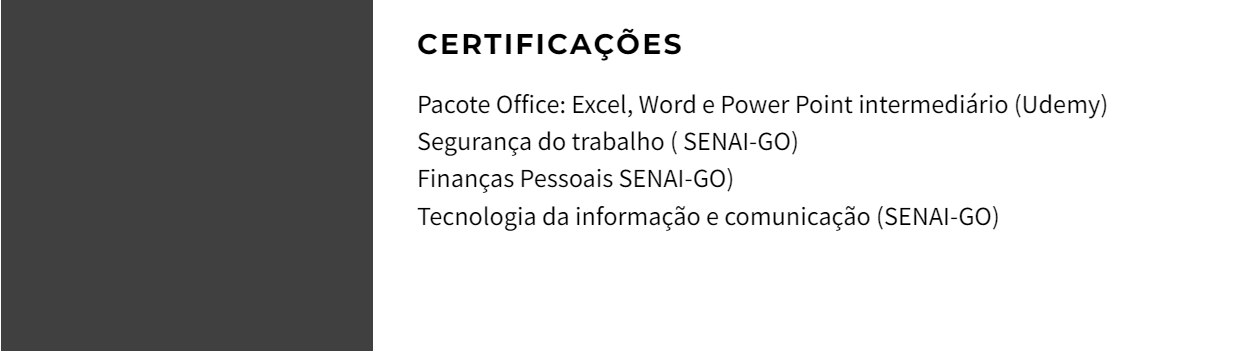 CERTIFICAÇÕES
Pacote Office: Excel, Word e Power Point intermediário (Udemy)
Segurança do trabalho ( SENAI-GO)
Finanças Pessoais SENAI-GO)
Tecnologia da informação e comunicação (SENAI-GO)